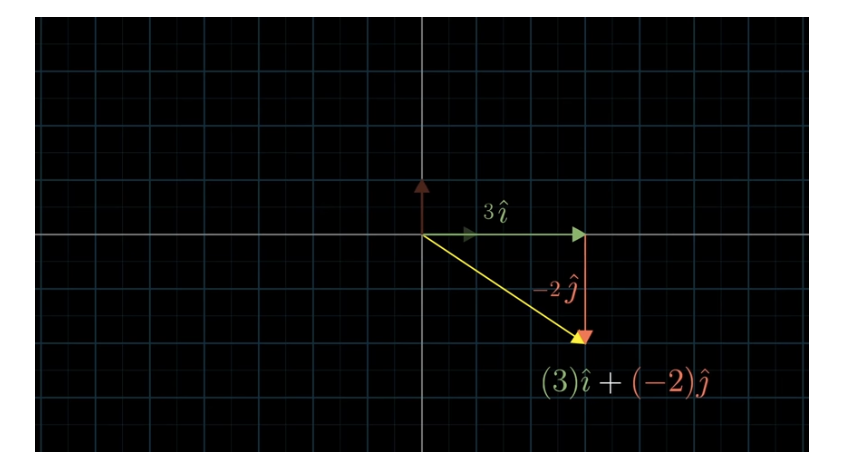 3î
−2ĵ
(3)î + (−2)ĵ